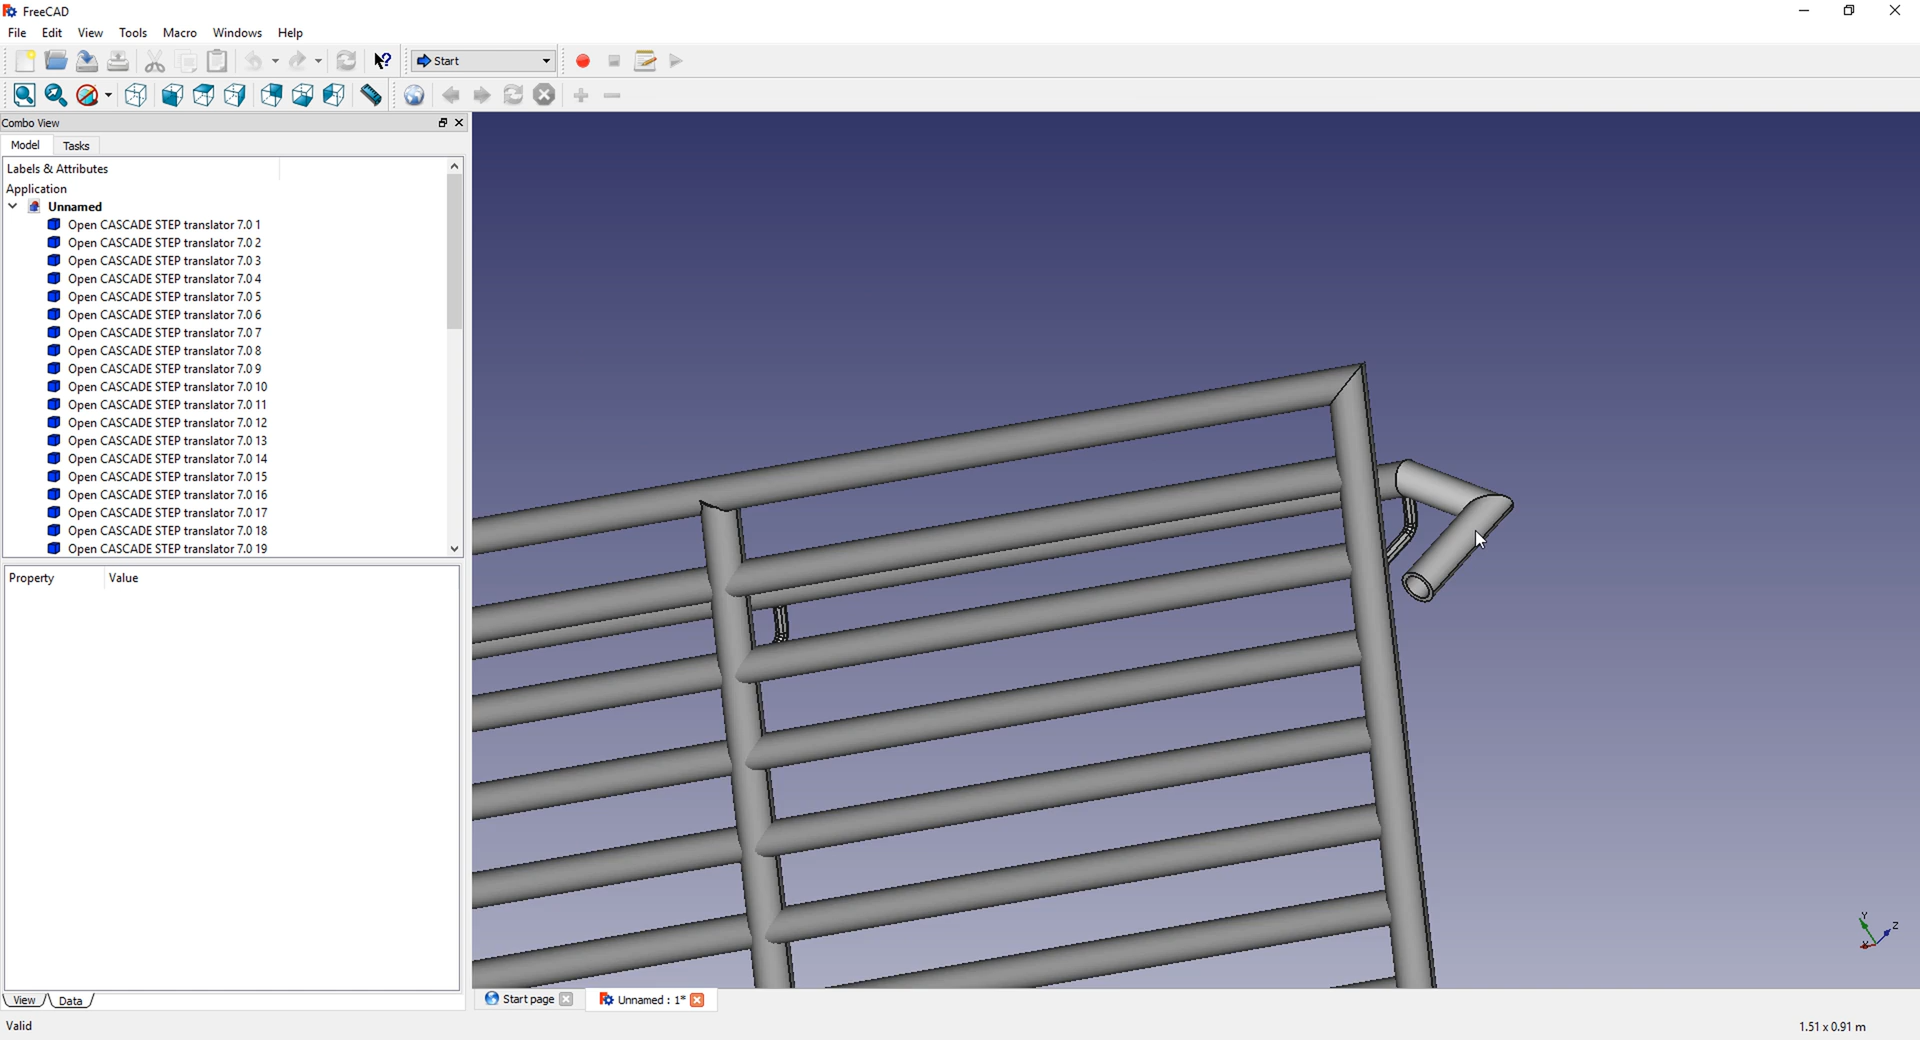 FreeCAD
File Edit View Tools Macro Windows Help
Start
Combo View
Model Tasks
Labels & Attributes
Application
Unnamed
Open CASCADE STEP translator 7.0 1
Open CASCADE STEP translator 7.0 2
Open CASCADE STEP translator 7.0 3
Open CASCADE STEP translator 7.0 4
Open CASCADE STEP translator 7.0 5
Open CASCADE STEP translator 7.0 6
Open CASCADE STEP translator 7.0 7
Open CASCADE STEP translator 7.0 8
Open CASCADE STEP translator 7.0 9
Open CASCADE STEP translator 7.0 10
Open CASCADE STEP translator 7.0 11
Open CASCADE STEP translator 7.0 12
Open CASCADE STEP translator 7.0 13
Open CASCADE STEP translator 7.0 14
Open CASCADE STEP translator 7.0 15
Open CASCADE STEP translator 7.0 16
Open CASCADE STEP translator 7.0 17
Open CASCADE STEP translator 7.0 18
Open CASCADE STEP translator 7.0 19
Property Value
Y
Z
X
View Data
Start page Unnamed : 1*
Valid
1.51 x 0.91 m